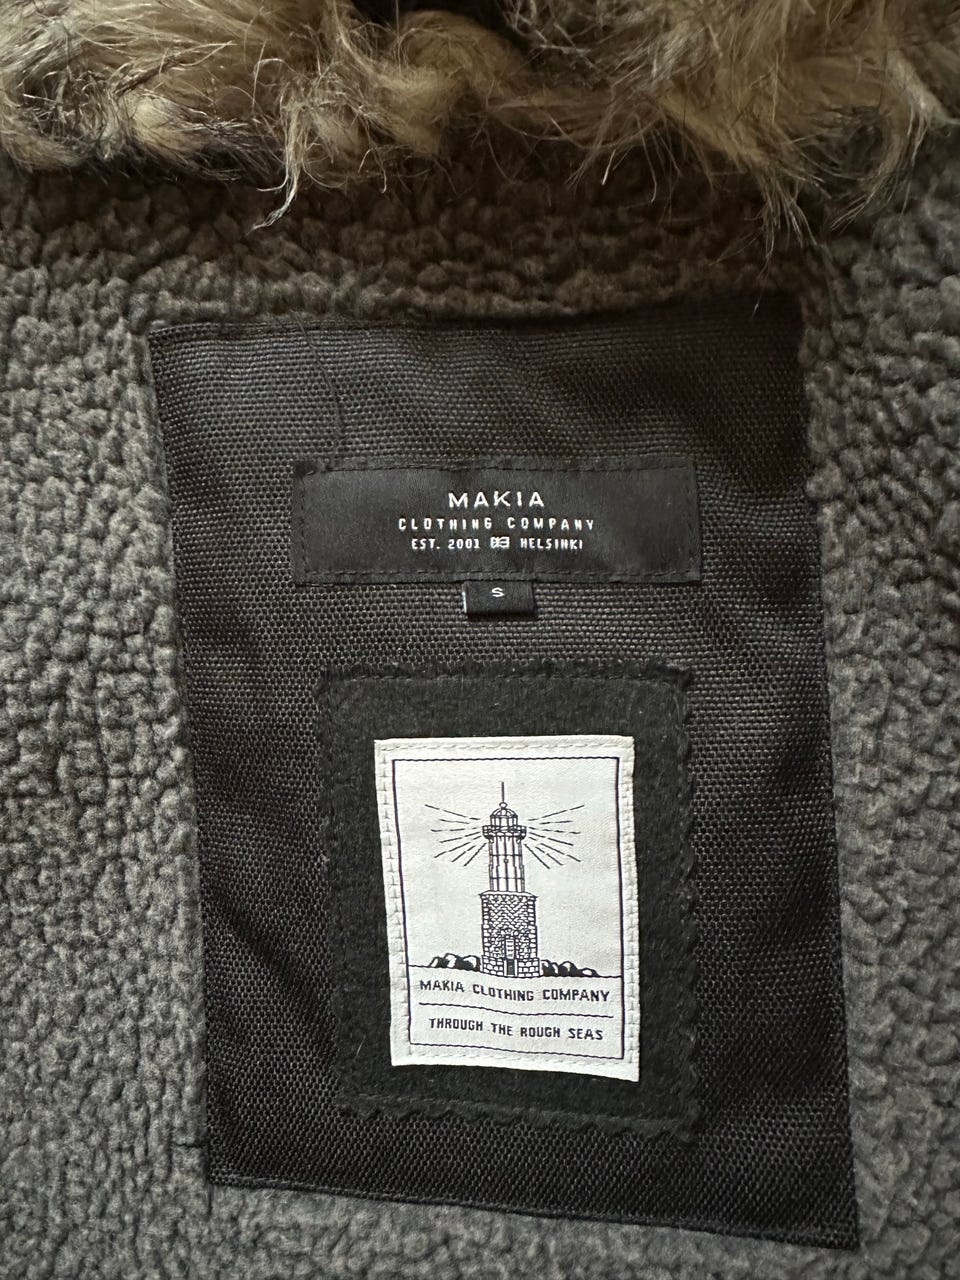 MAKIA
CLOTHING COMPANY
EST. 2001 HELSINKI
S
MAKIA CLOTHING COMPANY
THROUGH THE ROUGH SEAS